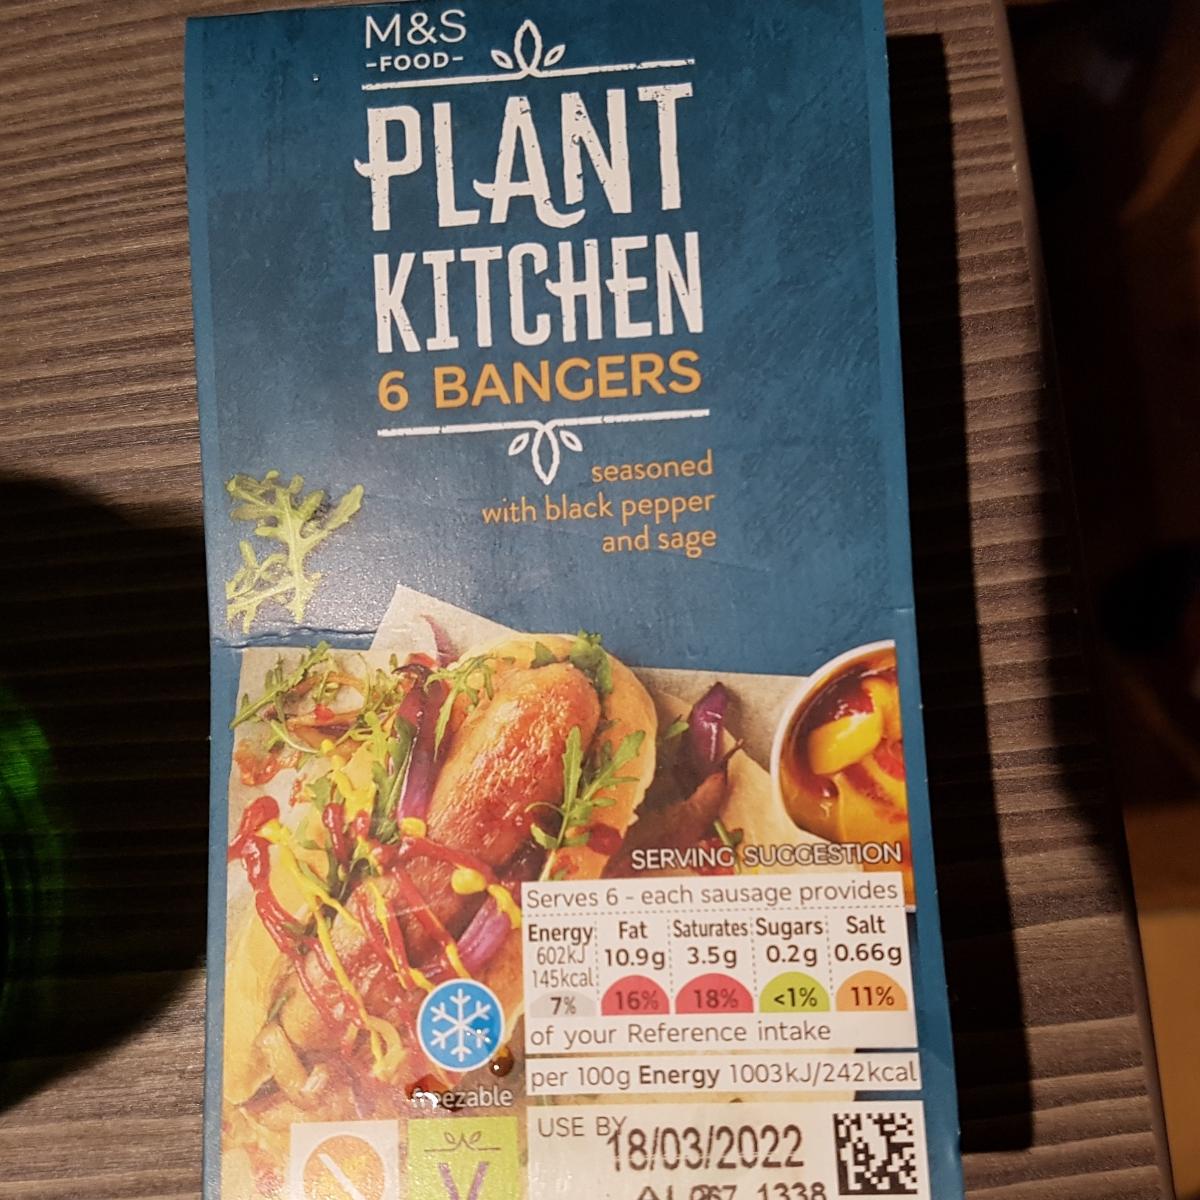 M&S
-FOOD-
PLANT
KITCHEN
6 BANGERS
seasoned
with black pepper
and sage
SERVING SUGGESTION
Serves 6 - each sausage provides
Energy Fat Saturates Sugars Salt
602kJ 10.9g 3.5g 0.2g 0.66g
145kcal
7% 16% 18% <1% 11%
of your Reference intake
per 100g Energy 1003kJ/242kcal
freezable
USE BY
18/03/2022
1338
V